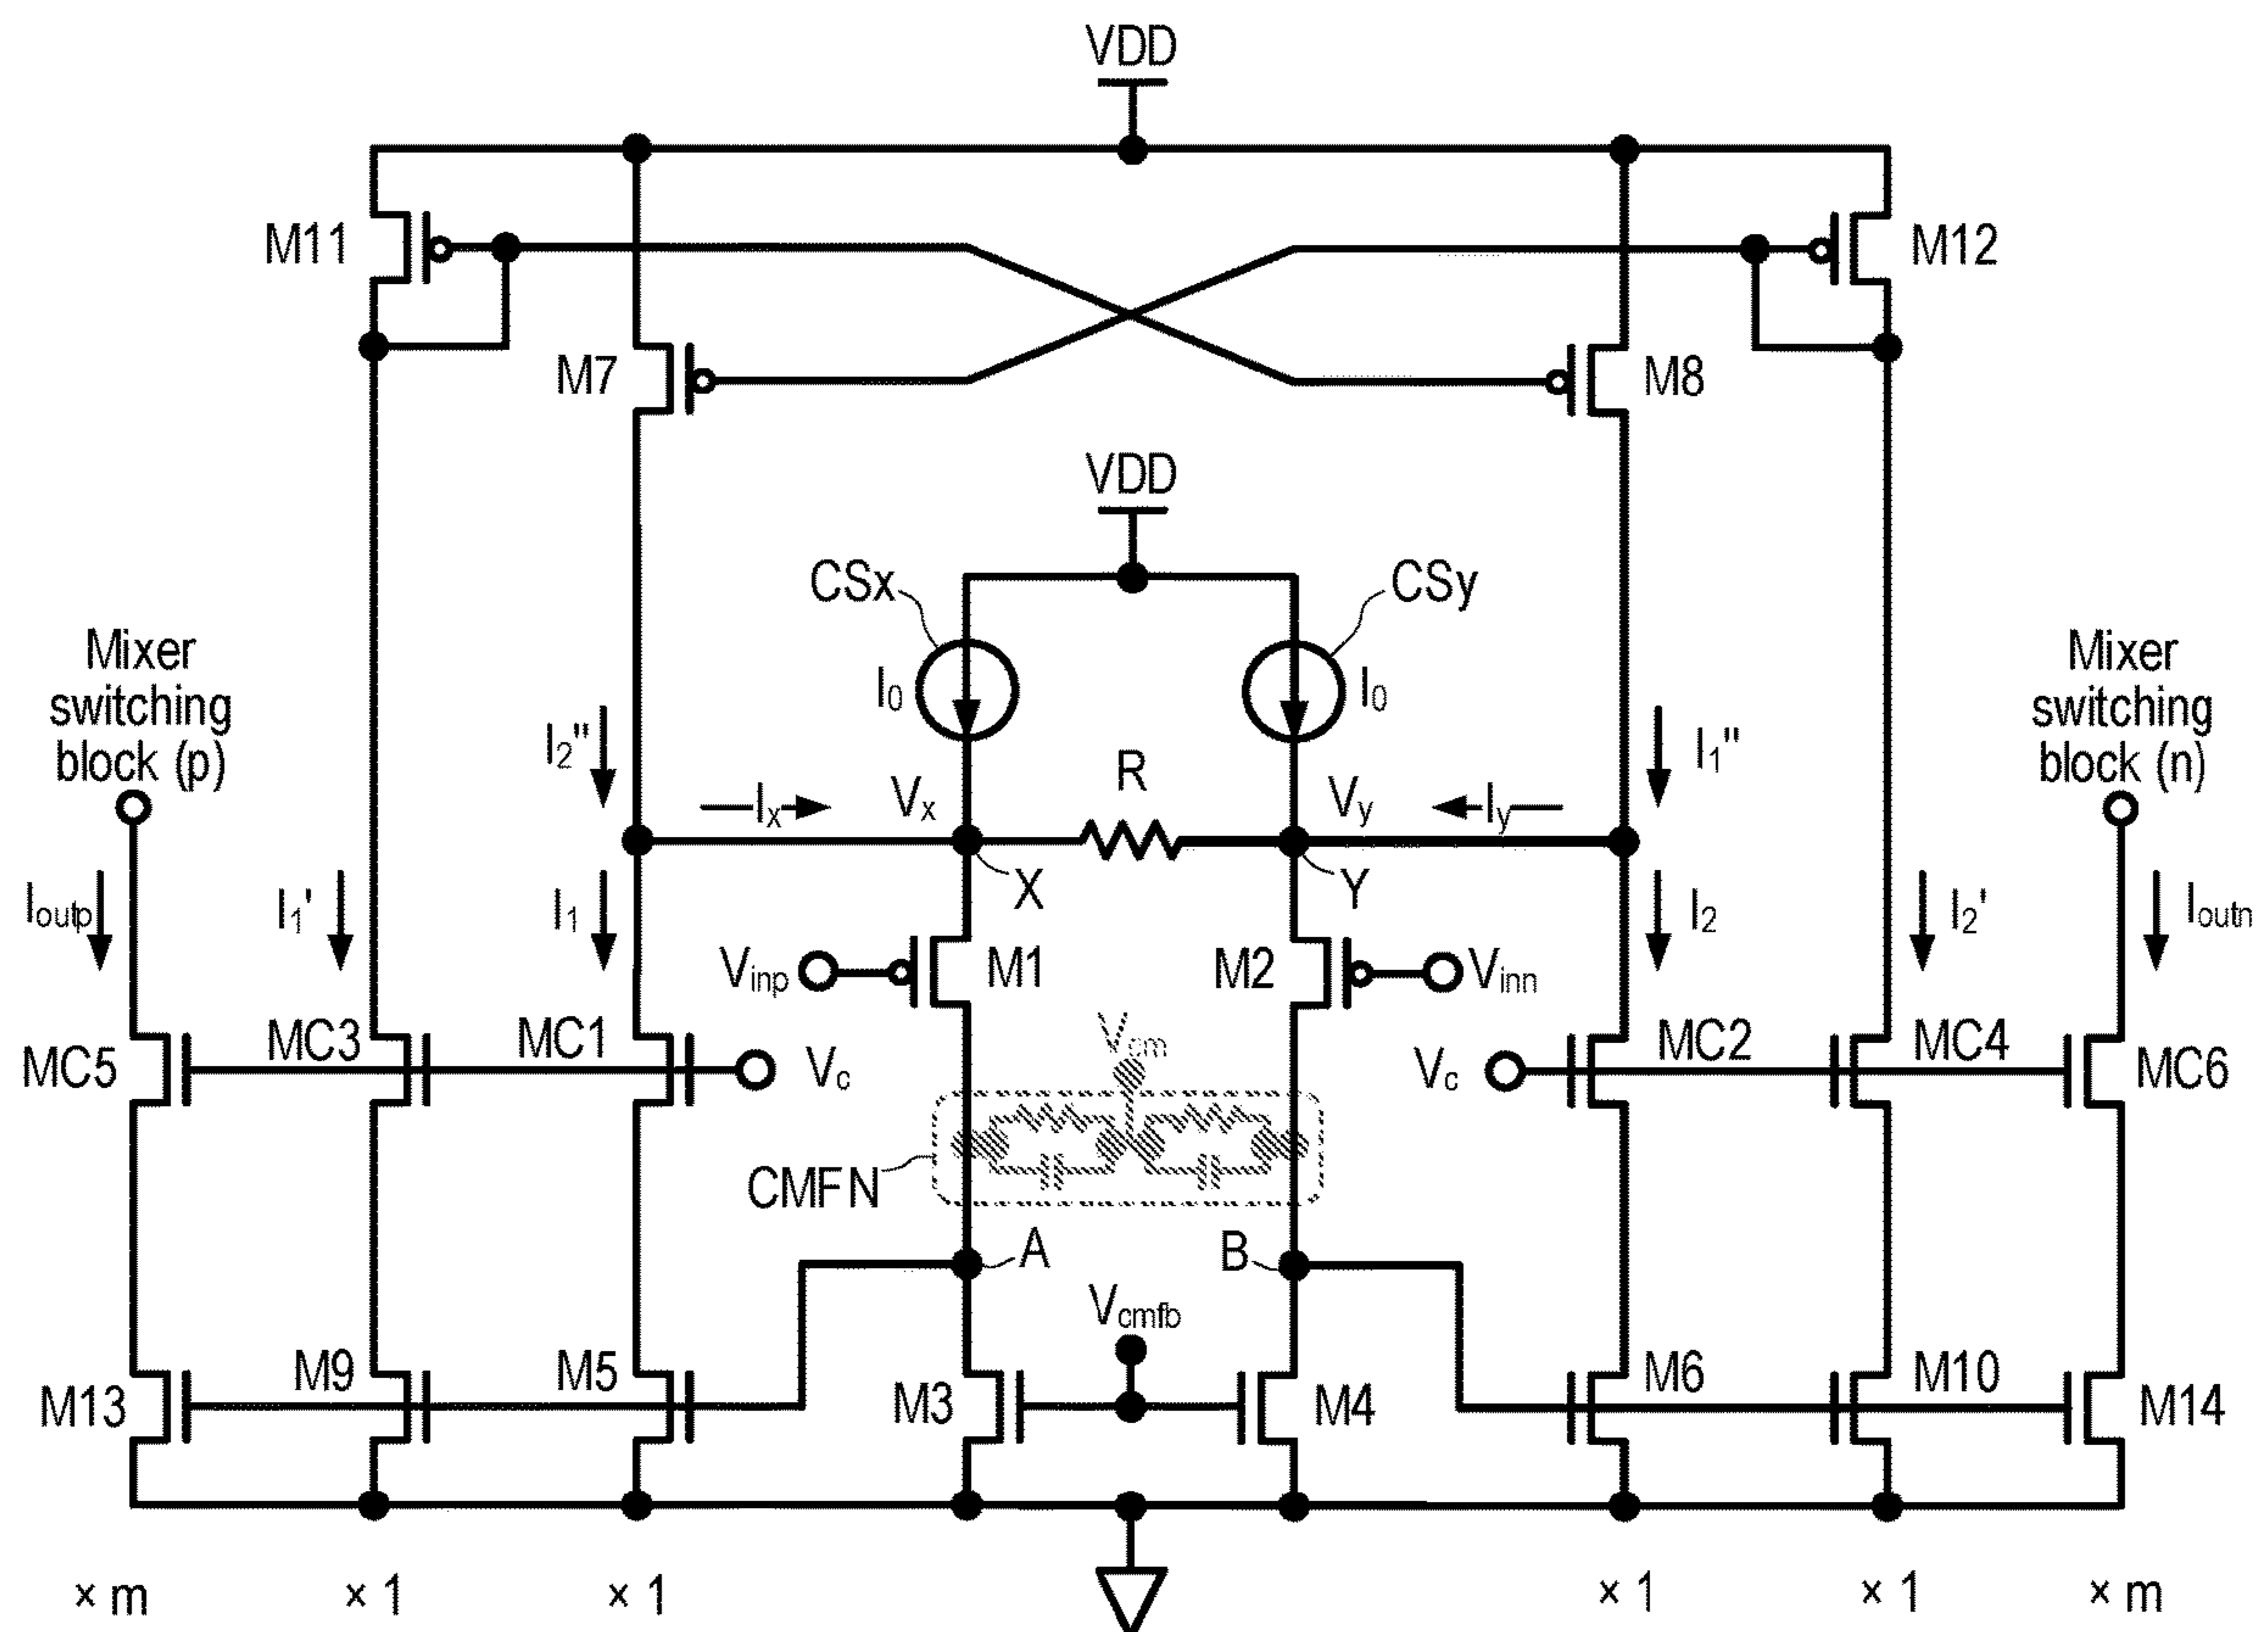 VDD
M11
M12
M7
M8
VDD
CSx
CSy
I0
I0
Mixer
switching
block (p)
Mixer
switching
block (n)
I2"
I1"
Ix
Vx
R
Vy
Iy
X
Y
Ioutp
I1'
I1
I2
I2'
Ioutn
Vinp
M1
M2
Vinn
MC5
MC3
MC1
Vc
Vcm
Vc
MC2
MC4
MC6
CMFN
A
B
Vcmfb
M13
M9
M5
M3
M4
M6
M10
M14
× m
× 1
× 1
× 1
× 1
× m